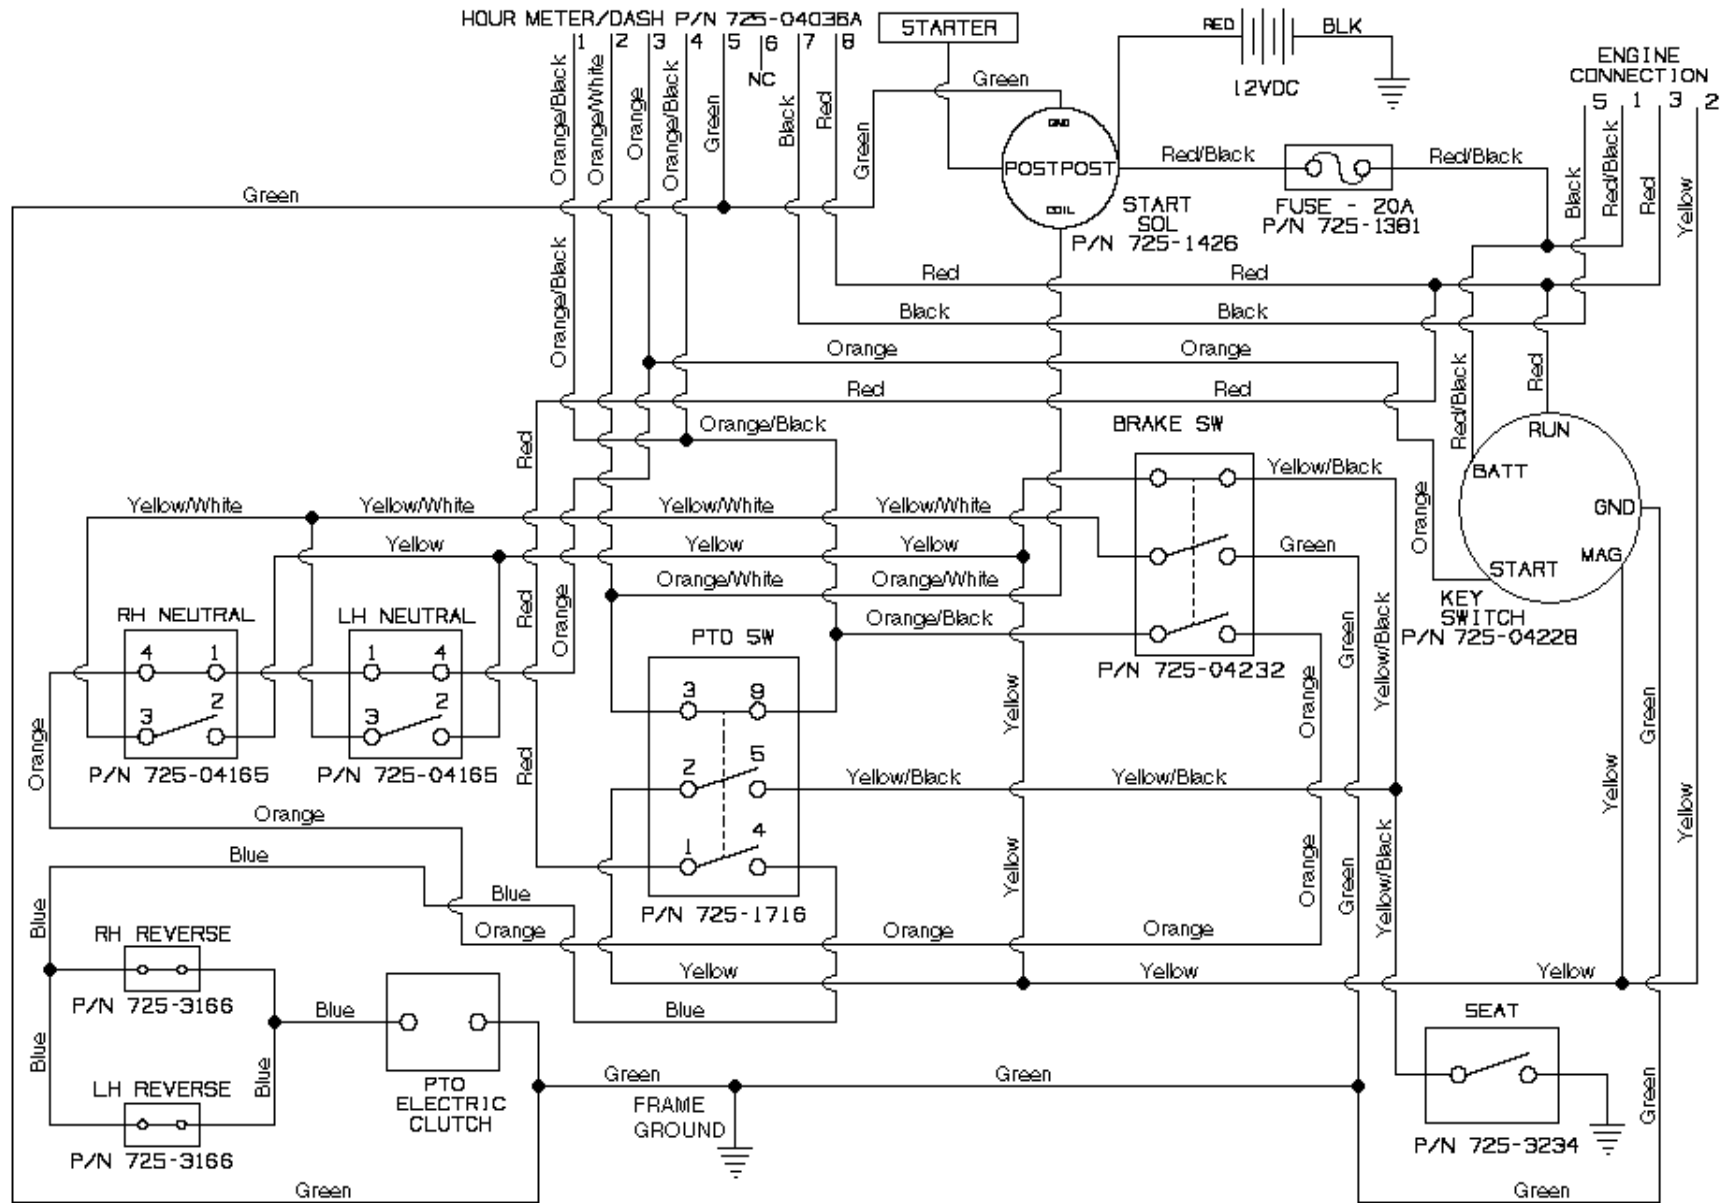 HOUR METER/DASH P/N 725-04036A
1 2 3 4 5 6 7 8
NC
Orange/Black
Orange/White
Orange
Orange/Black
Green
Black
Red
STARTER
RED
BLK
12VDC
ENGINE
CONNECTION
5 1 3 2
Black
Red/Black
Red
Yellow
Green
Green
Green
GND
POST POST
COIL
START
SOL
P/N 725-1426
Red/Black
Red/Black
FUSE - 20A
P/N 725-1381
Orange/Black
Red
Red
Black
Black
Orange
Orange
Red
Red
Red/Black
Red
Orange/Black
Red
BRAKE SW
Yellow/Black
RUN
BATT
GND
MAG
START
KEY
SWITCH
P/N 725-04228
Orange
Yellow/White
Yellow/White
Yellow/White
Yellow/White
Green
Yellow
Yellow
Yellow
Orange/White
Orange/White
Orange/Black
P/N 725-04232
RH NEUTRAL
4 1
3 2
P/N 725-04165
LH NEUTRAL
1 4
3 2
P/N 725-04165
Red
Orange
PTO SW
3 9
2 5
1 4
P/N 725-1716
Yellow
Orange
Green
Yellow/Black
Green
Orange
Red
Yellow/Black
Yellow/Black
Yellow
Yellow
Orange
Blue
Blue
Yellow
Orange
Green
Yellow/Black
Blue
RH REVERSE
P/N 725-3166
Orange
Orange
Orange
Yellow
Yellow
Yellow
Blue
Blue
SEAT
P/N 725-3234
Blue
Blue
LH REVERSE
P/N 725-3166
PTO
ELECTRIC
CLUTCH
Green
Green
FRAME
GROUND
Green
Green
Green